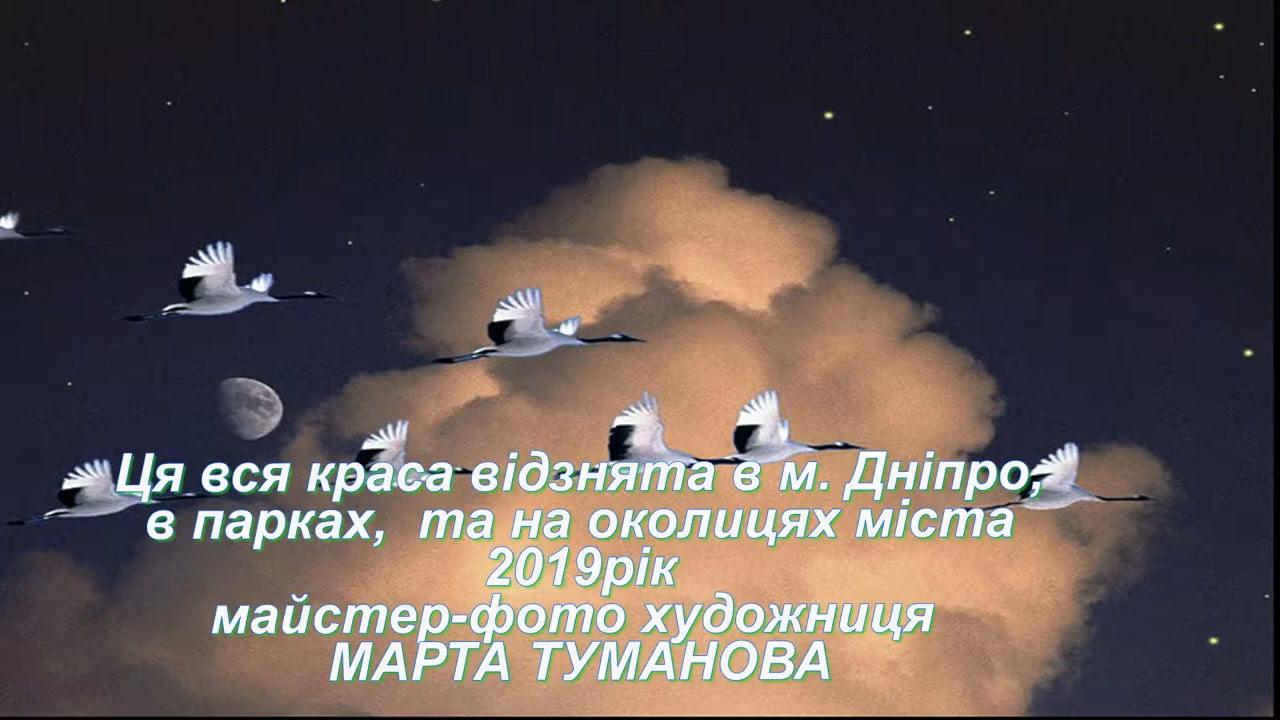 Ця вся краса відзнята в м. Дніпро,
в парках, та на околицях міста
2019рік
майстер-фото художниця
МАРТА ТУМАНОВА